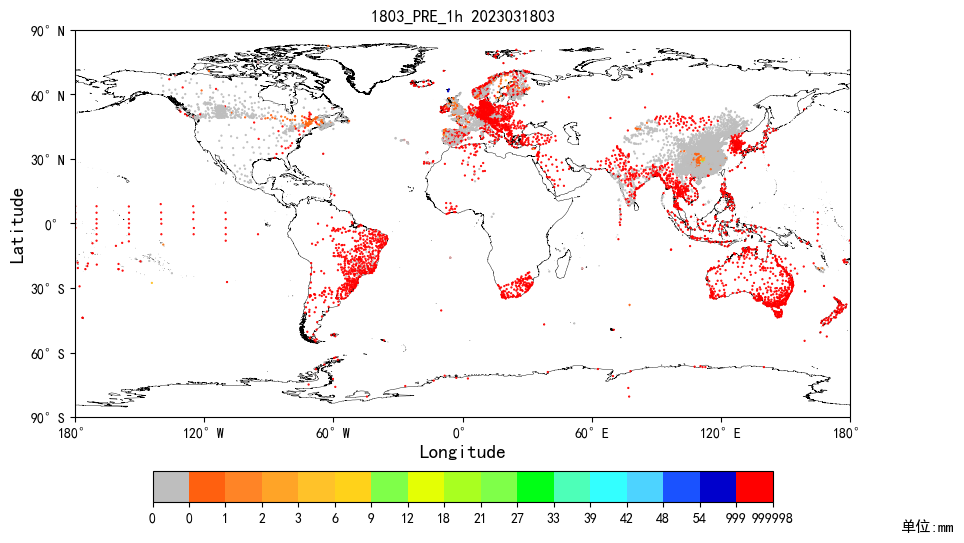 1803_PRE_1h 2023031803
90° N
60° N
30° N
0°
30° S
60° S
90° S
Latitude
180° 120° W 60° W 0° 60° E 120° E 180°
Longitude
0 0 1 2 3 6 9 12 18 21 27 33 39 42 48 54 999 999998
单位:mm